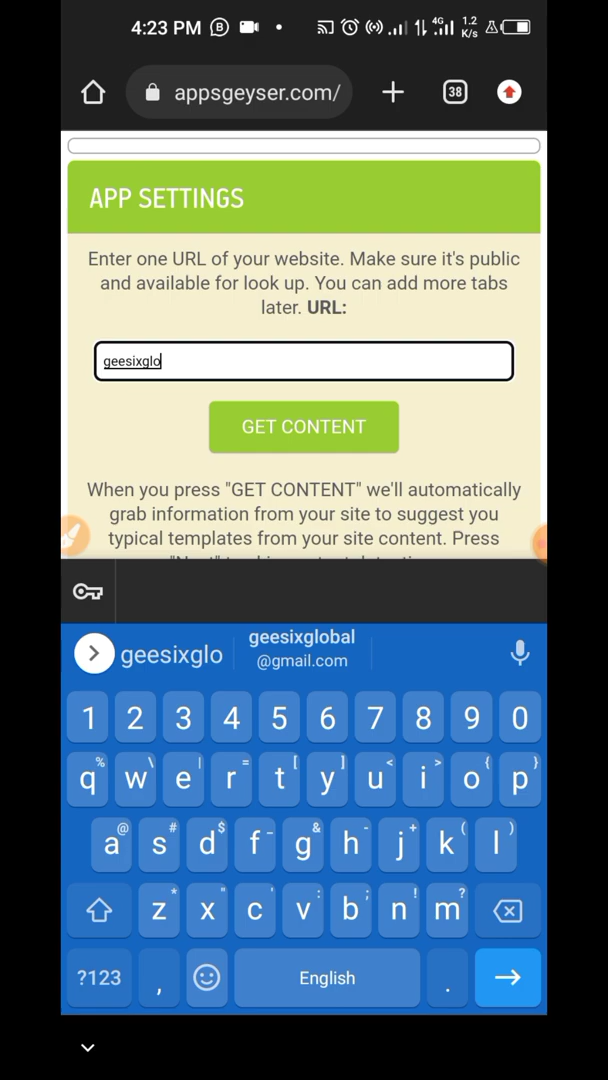 4:23 PM 4G 1.2 K/s
appsgeyser.com/ 38
APP SETTINGS
Enter one URL of your website. Make sure it's public
and available for look up. You can add more tabs
later. URL:
geesixglo
GET CONTENT
When you press "GET CONTENT" we'll automatically
grab information from your site to suggest you
typical templates from your site content. Press
geesixglo geesixglobal
@gmail.com
1 2 3 4 5 6 7 8 9 0
% \ | = [ ] < > { }
q w e r t y u i o p
@ # $ _ & - + ( )
a s d f g h j k l
* " ' : ; ! ?
z x c v b n m
?123 , English .